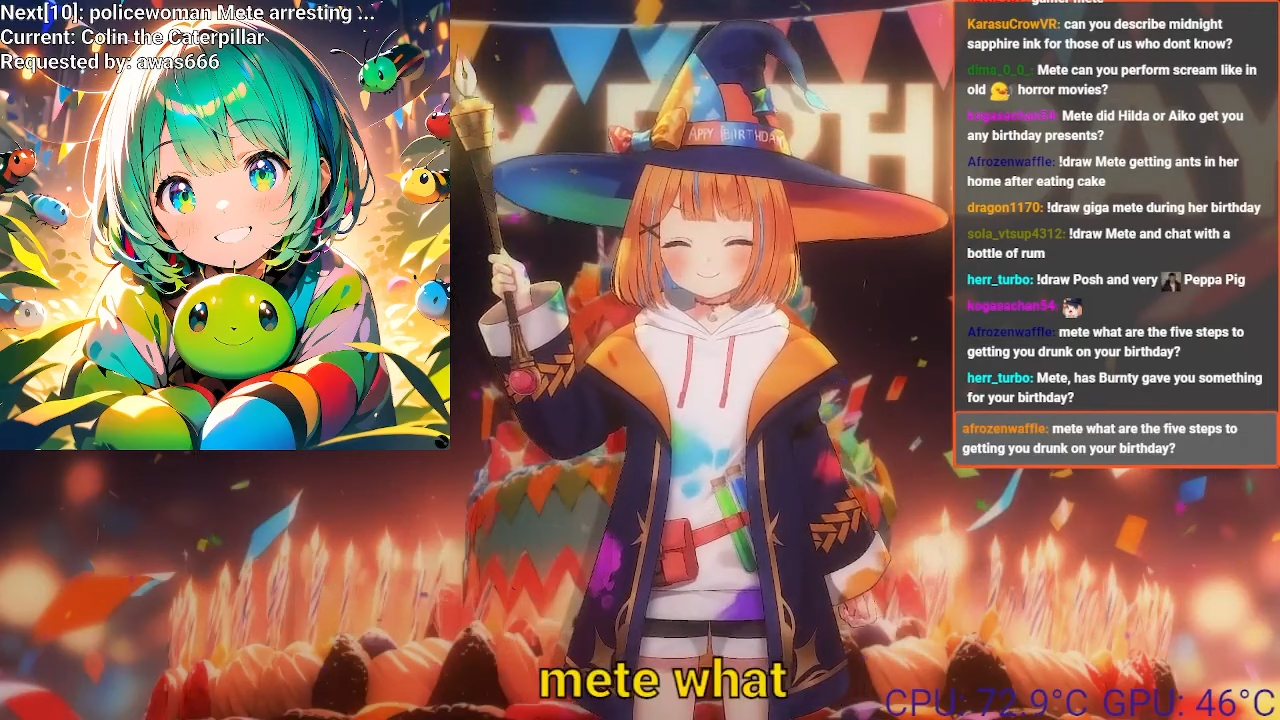 Next[10]: policewoman Mete arresting ...
Current: Colin the Caterpillar
Requested by: awas666
APPY BIRTHDAY
KarasuCrowVR: can you describe midnight
sapphire ink for those of us who dont know?
dima_0_0_: Mete can you perform scream like in
old horror movies?
kogasachan54: Mete did Hilda or Aiko get you
any birthday presents?
Afrozenwaffle: !draw Mete getting ants in her
home after eating cake
dragon1170: !draw giga mete during her birthday
sola_vtsup4312: !draw Mete and chat with a
bottle of rum
herr_turbo: !draw Posh and very Peppa Pig
kogasachan54:
Afrozenwaffle: mete what are the five steps to
getting you drunk on your birthday?
herr_turbo: Mete, has Burnty gave you something
for your birthday?
afrozenwaffle: mete what are the five steps to
getting you drunk on your birthday?
mete what
CPU: 72.9°C GPU: 46°C